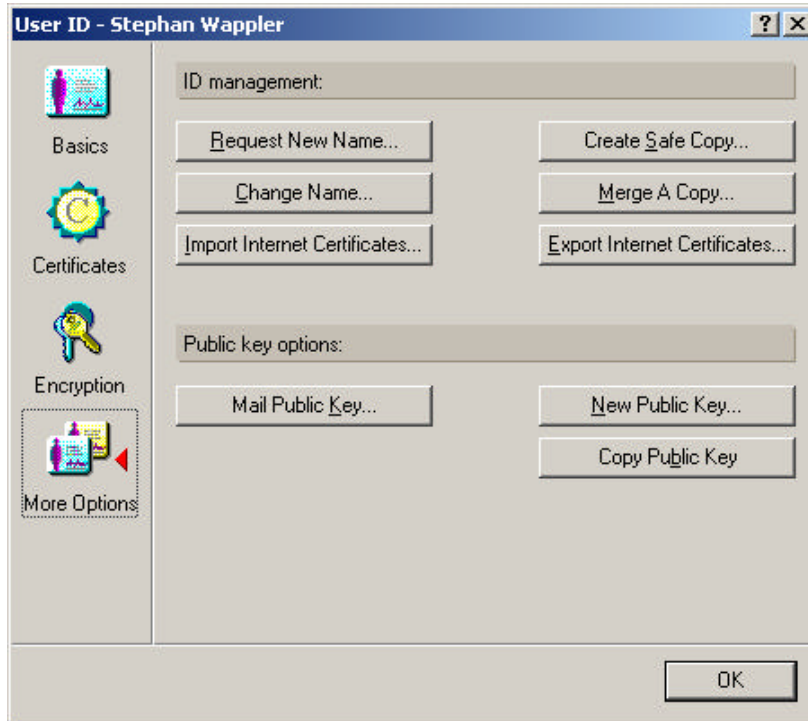 User ID - Stephan Wappler
Basics
Certificates
Encryption
More Options
ID management:
Request New Name...
Create Safe Copy...
Change Name...
Merge A Copy...
Import Internet Certificates...
Export Internet Certificates...
Public key options:
Mail Public Key...
New Public Key...
Copy Public Key
OK